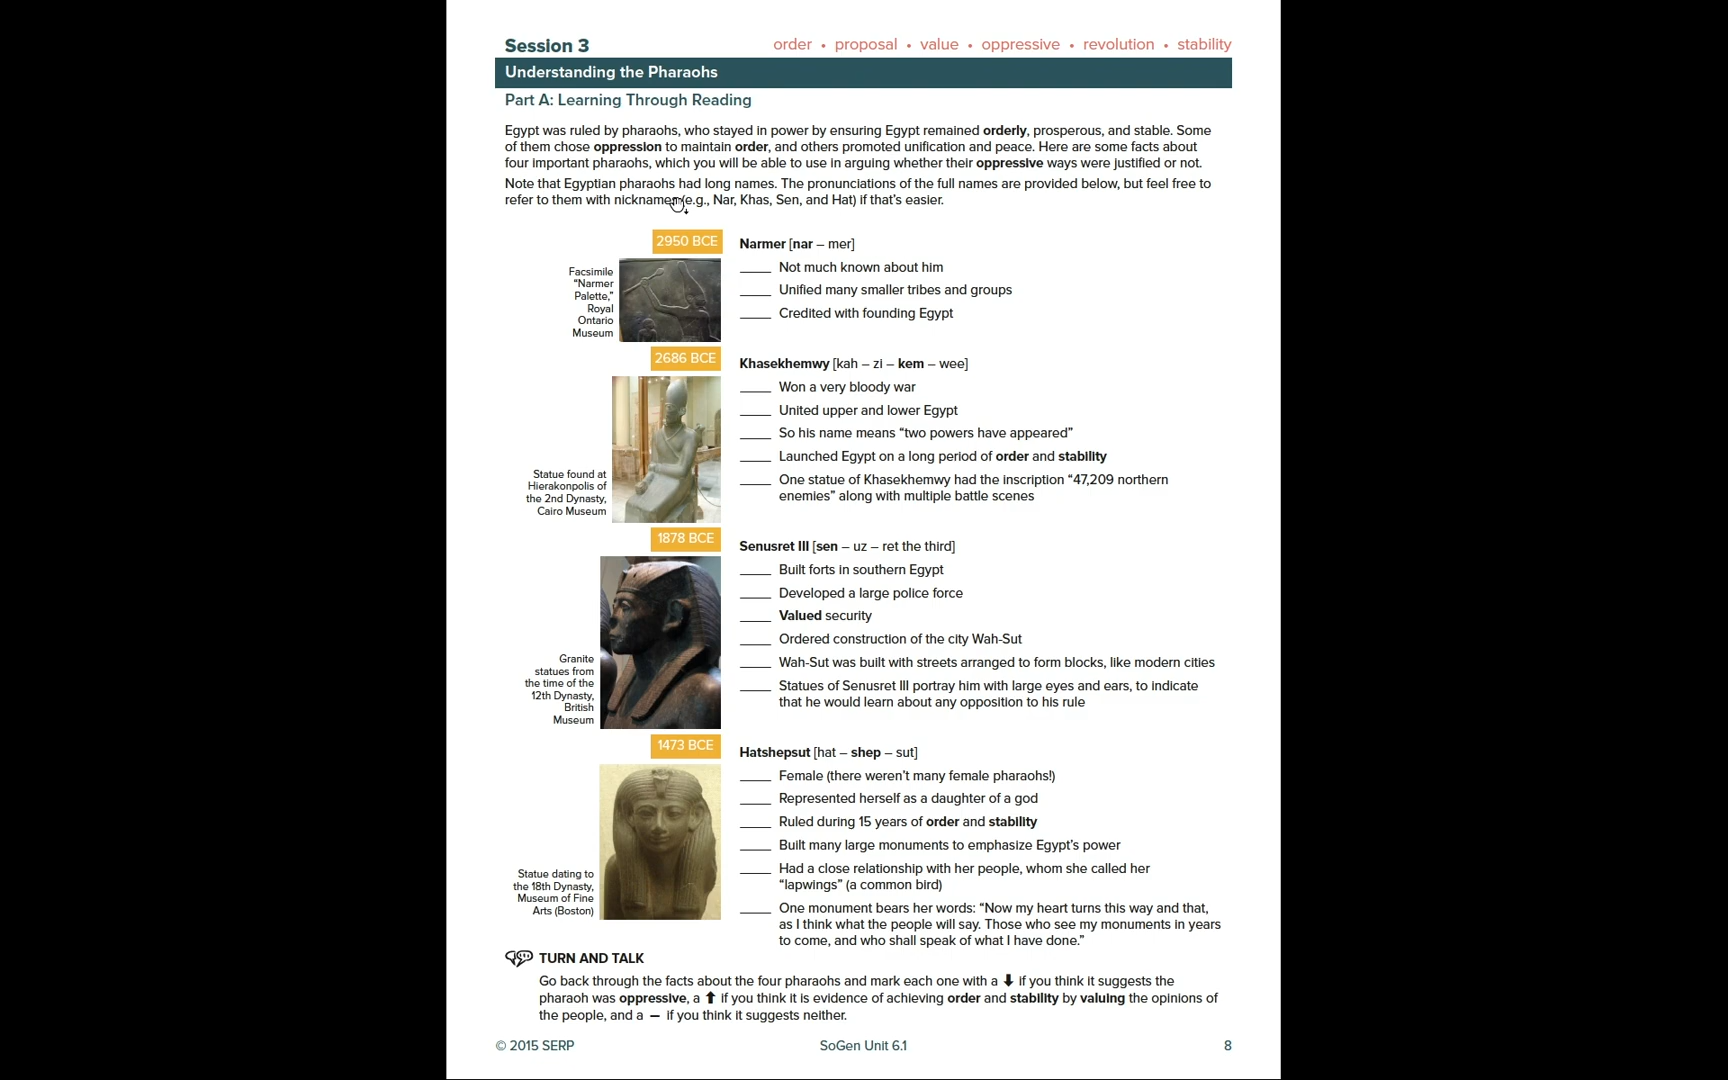 Session 3
order • proposal • value • oppressive • revolution • stability
Understanding the Pharaohs
Part A: Learning Through Reading
Egypt was ruled by pharaohs, who stayed in power by ensuring Egypt remained orderly, prosperous, and stable. Some
of them chose oppression to maintain order, and others promoted unification and peace. Here are some facts about
four important pharaohs, which you will be able to use in arguing whether their oppressive ways were justified or not.
Note that Egyptian pharaohs had long names. The pronunciations of the full names are provided below, but feel free to
refer to them with nicknames (e.g., Nar, Khas, Sen, and Hat) if that's easier.
2950 BCE
Facsimile
“Narmer
Palette,”
Royal
Ontario
Museum
Narmer [nar – mer]
____ Not much known about him
____ Unified many smaller tribes and groups
____ Credited with founding Egypt
2686 BCE
Statue found at
Hierakonpolis of
the 2nd Dynasty,
Cairo Museum
Khasekhemwy [kah – zi – kem – wee]
____ Won a very bloody war
____ United upper and lower Egypt
____ So his name means “two powers have appeared”
____ Launched Egypt on a long period of order and stability
____ One statue of Khasekhemwy had the inscription “47,209 northern
enemies” along with multiple battle scenes
1878 BCE
Granite
statues from
the time of the
12th Dynasty,
British
Museum
Senusret III [sen – uz – ret the third]
____ Built forts in southern Egypt
____ Developed a large police force
____ Valued security
____ Ordered construction of the city Wah-Sut
____ Wah-Sut was built with streets arranged to form blocks, like modern cities
____ Statues of Senusret III portray him with large eyes and ears, to indicate
that he would learn about any opposition to his rule
1473 BCE
Statue dating to
the 18th Dynasty,
Museum of Fine
Arts (Boston)
Hatshepsut [hat – shep – sut]
____ Female (there weren't many female pharaohs!)
____ Represented herself as a daughter of a god
____ Ruled during 15 years of order and stability
____ Built many large monuments to emphasize Egypt's power
____ Had a close relationship with her people, whom she called her
“lapwings” (a common bird)
____ One monument bears her words: “Now my heart turns this way and that,
as I think what the people will say. Those who see my monuments in years
to come, and who shall speak of what I have done.”
TURN AND TALK
Go back through the facts about the four pharaohs and mark each one with a ⬇ if you think it suggests the
pharaoh was oppressive, a ⬆ if you think it is evidence of achieving order and stability by valuing the opinions of
the people, and a – if you think it suggests neither.
© 2015 SERP
SoGen Unit 6.1
8